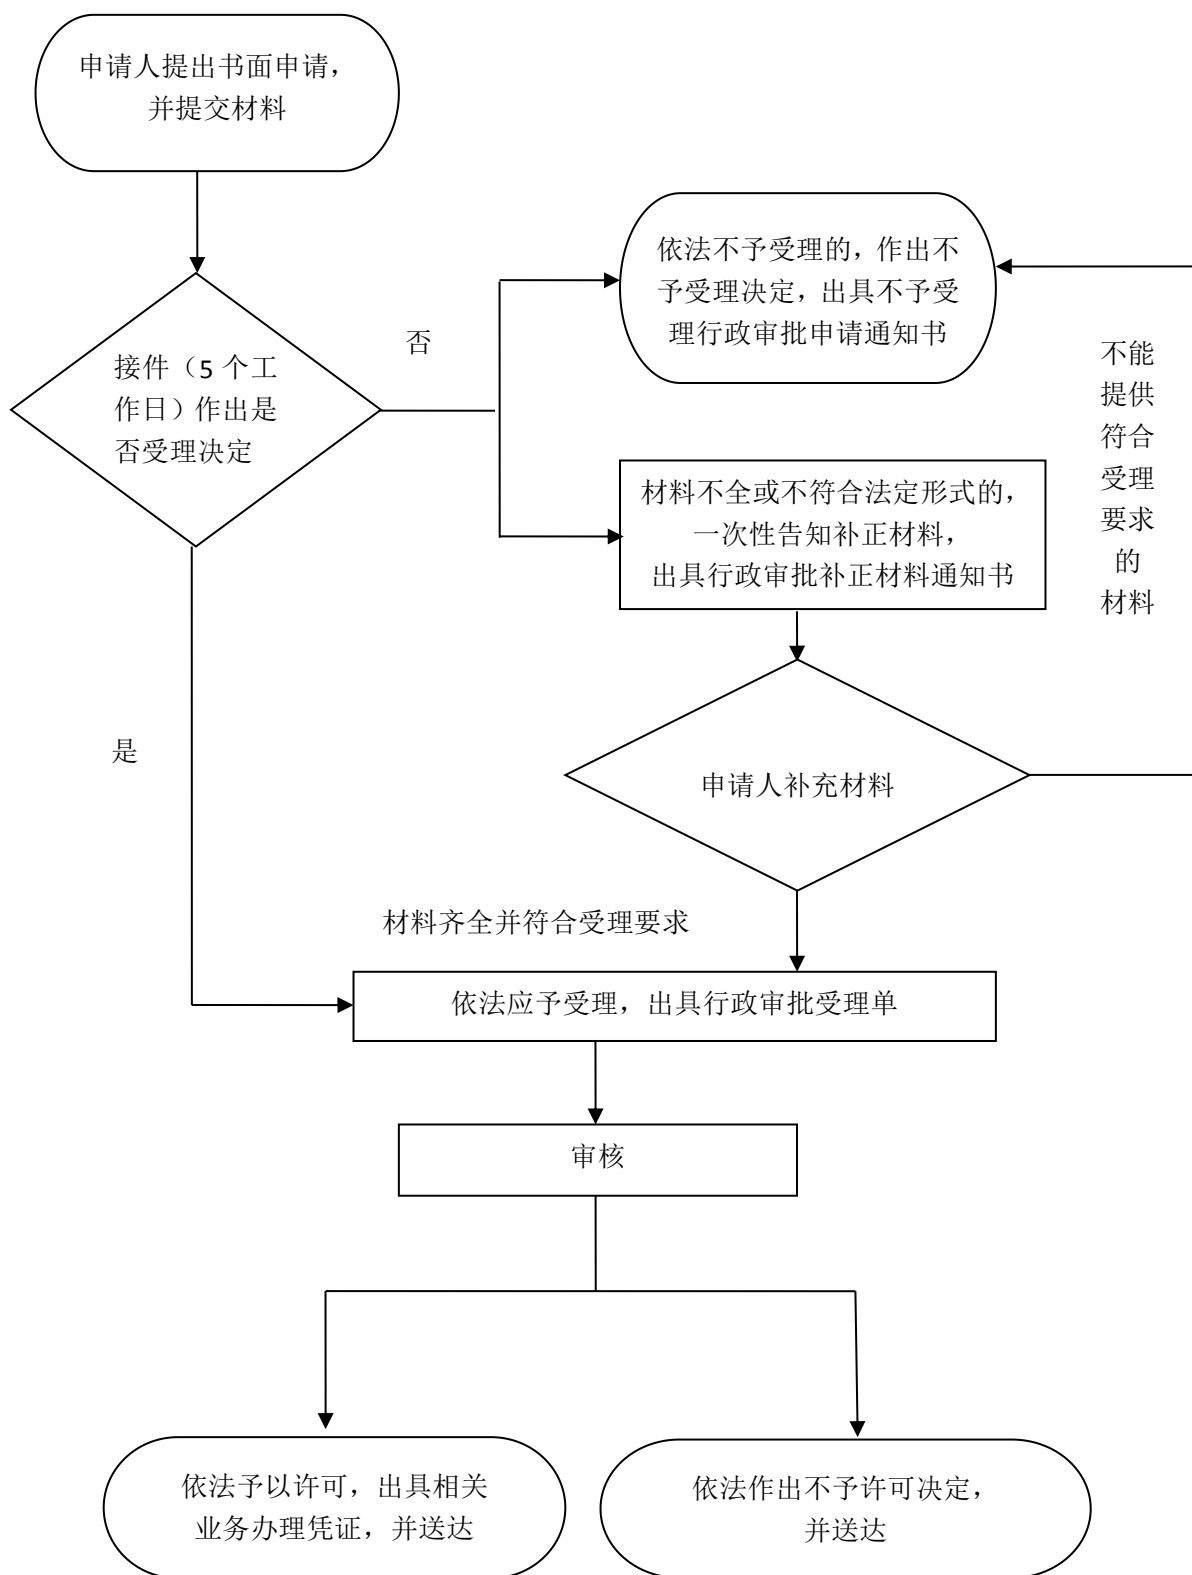 申请人提出书面申请，
并提交材料
依法不予受理的，作出不
予受理决定，出具不予受
理行政审批申请通知书
否
接件（5 个工
作日）作出是
否受理决定
不能
提供
符合
受理
要求
的
材料
材料不全或不符合法定形式的，
一次性告知补正材料，
出具行政审批补正材料通知书
是
申请人补充材料
材料齐全并符合受理要求
依法应予受理，出具行政审批受理单
审核
依法予以许可，出具相关
业务办理凭证，并送达
依法作出不予许可决定，
并送达